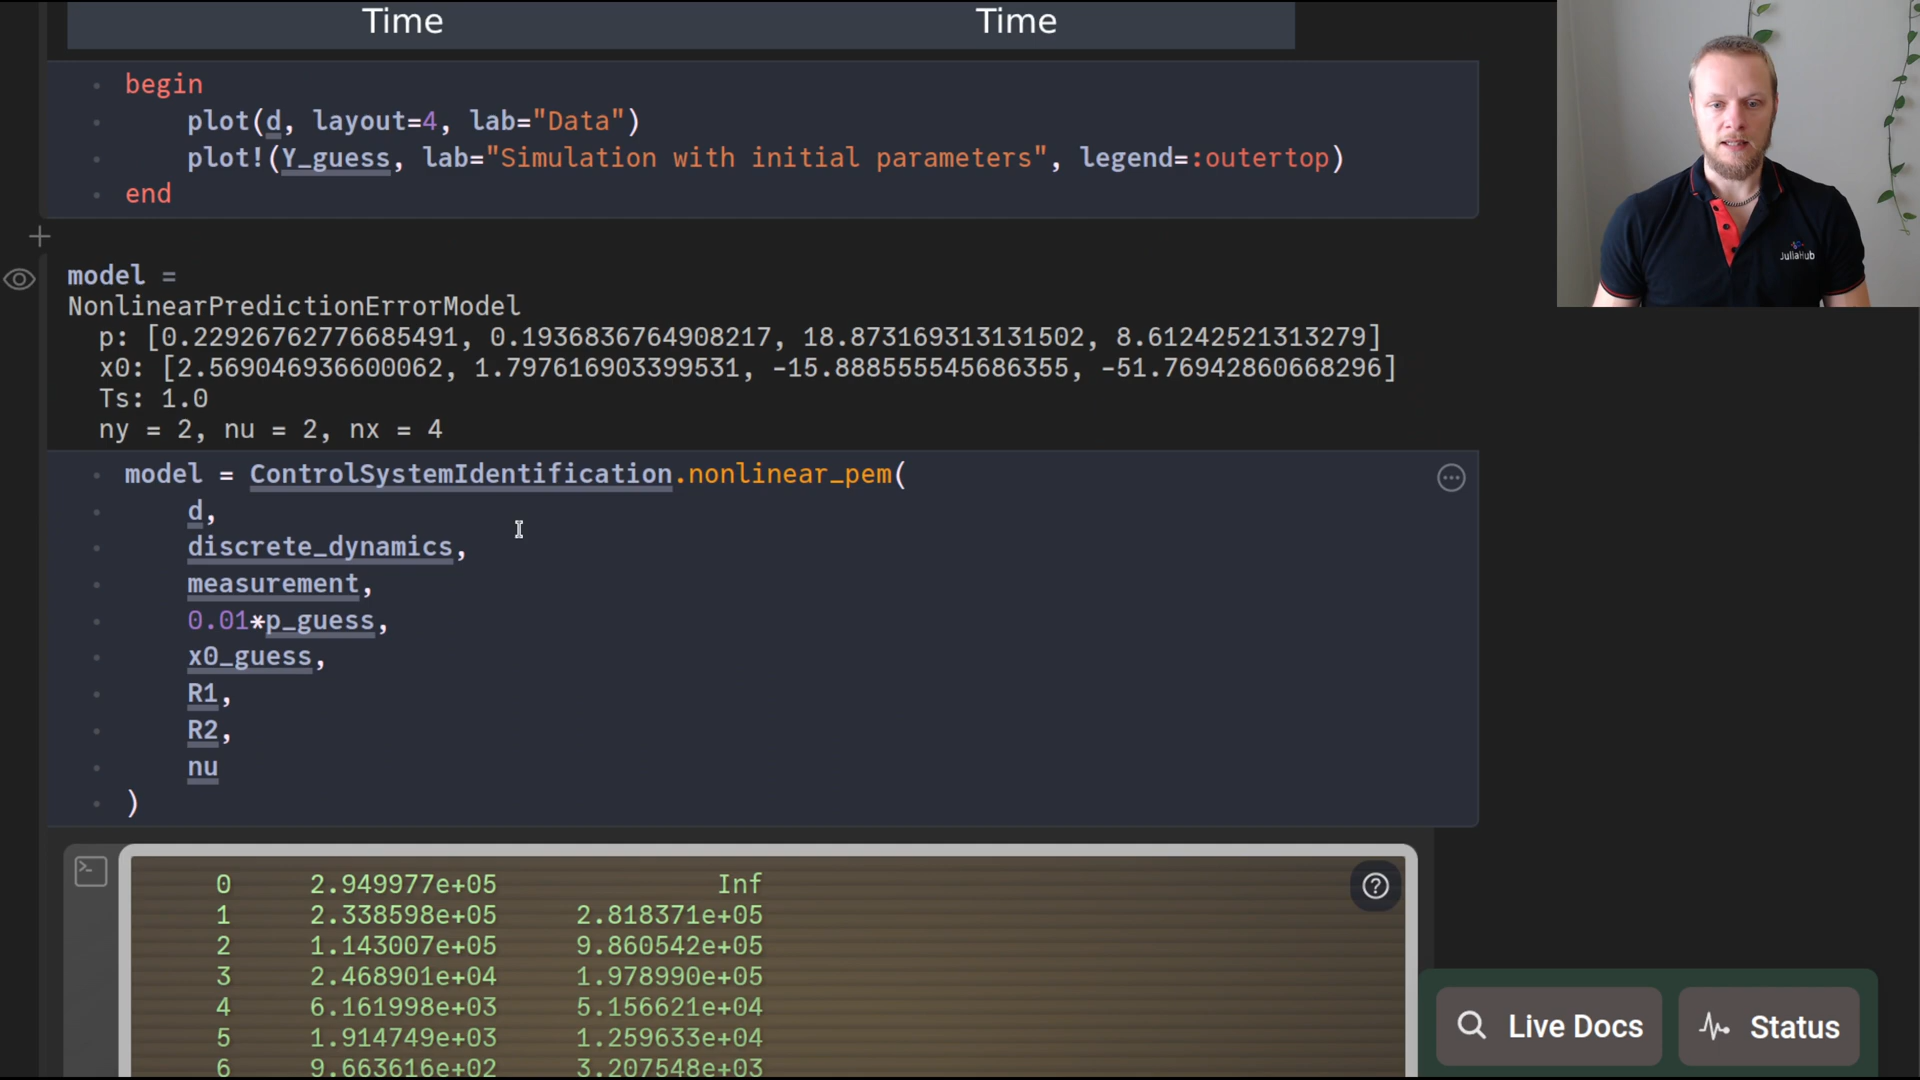 Time Time
begin
plot(d, layout=4, lab="Data")
plot!(Y_guess, lab="Simulation with initial parameters", legend=:outertop)
end
model =
NonlinearPredictionErrorModel
p: [0.22926762776685491, 0.1936836764908217, 18.873169313131502, 8.61242521313279]
x0: [2.569046936600062, 1.797616903399531, -15.888555545686355, -51.76942860668296]
Ts: 1.0
ny = 2, nu = 2, nx = 4
model = ControlSystemIdentification.nonlinear_pem(
d,
discrete_dynamics,
measurement,
0.01*p_guess,
x0_guess,
R1,
R2,
nu
)
0 2.949977e+05 Inf
1 2.338598e+05 2.818371e+05
2 1.143007e+05 9.860542e+05
3 2.468901e+04 1.978990e+05
4 6.161998e+03 5.156621e+04
5 1.914749e+03 1.259633e+04
6 9.663616e+02 3.207548e+03
Live Docs
Status
JuliaHub